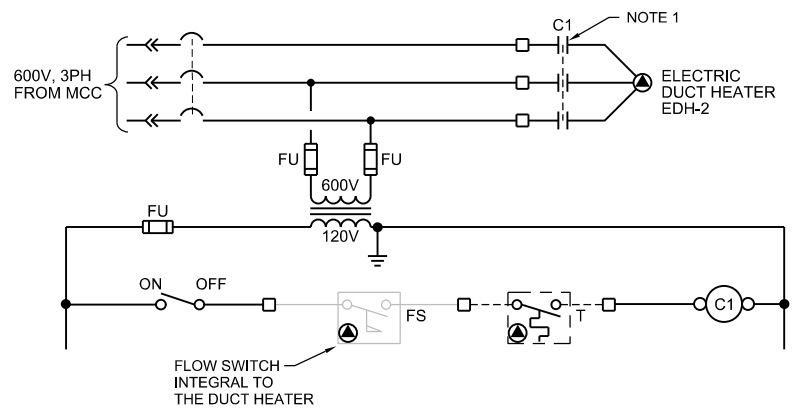 C1
NOTE 1
600V, 3PH
FROM MCC
ELECTRIC
DUCT HEATER
EDH-2
FU
FU
600V
FU
120V
ON
OFF
FS
T
C1
FLOW SWITCH
INTEGRAL TO
THE DUCT HEATER